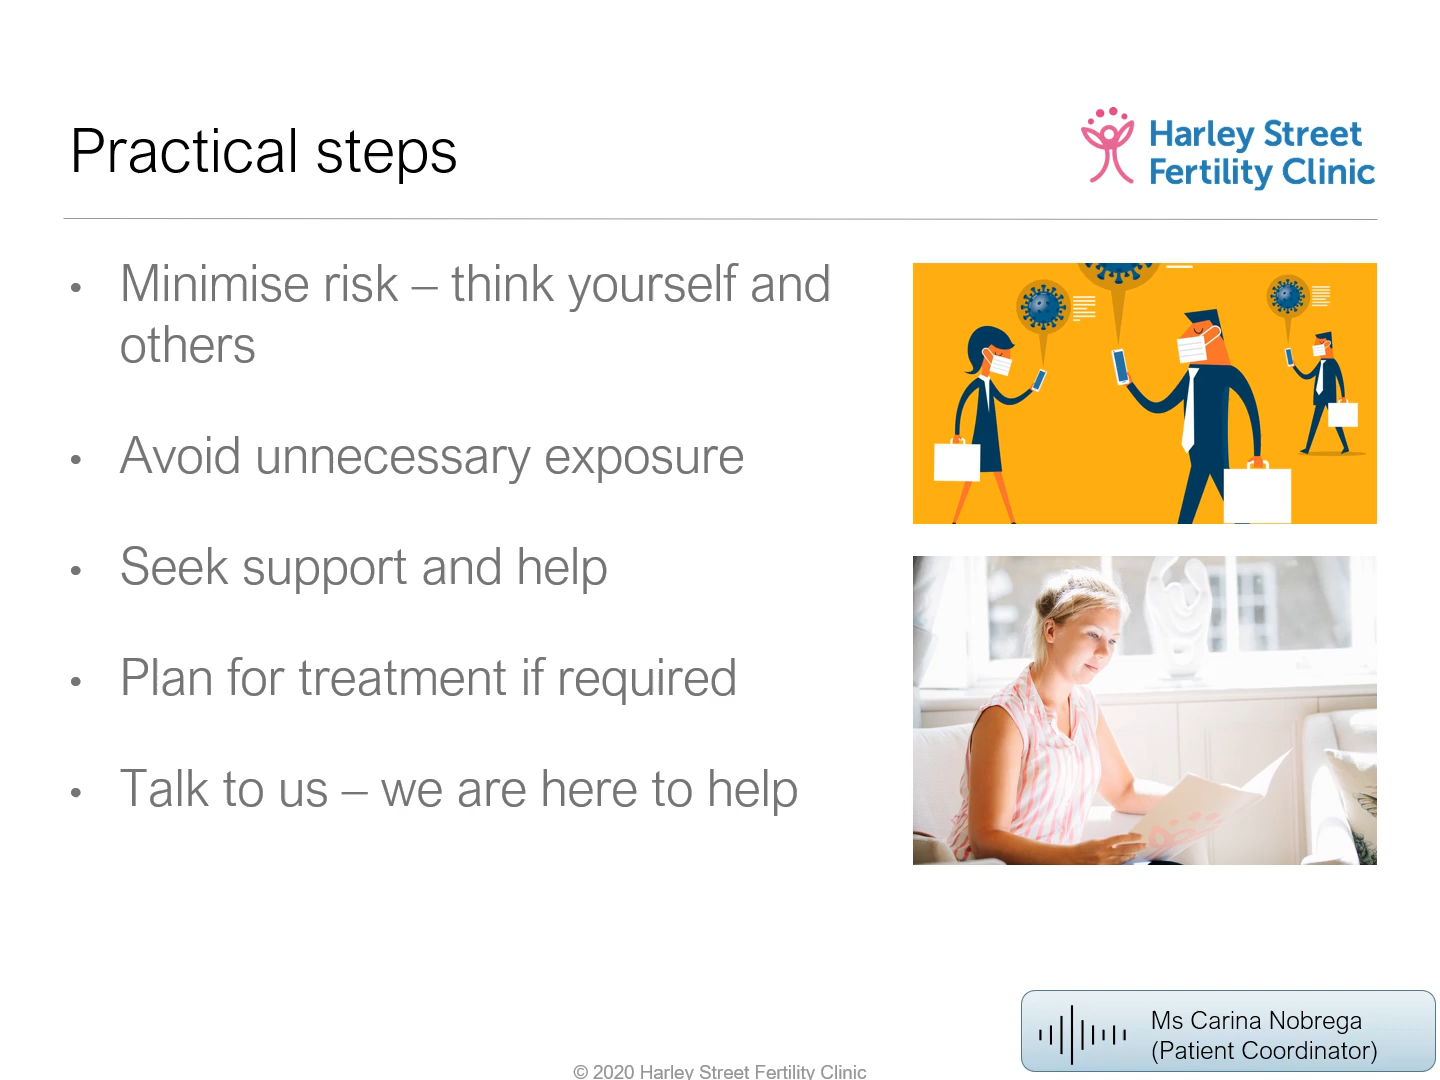 Practical steps
Harley Street
Fertility Clinic
• Minimise risk – think yourself and
others
• Avoid unnecessary exposure
• Seek support and help
• Plan for treatment if required
• Talk to us – we are here to help
Ms Carina Nobrega
(Patient Coordinator)
© 2020 Harley Street Fertility Clinic